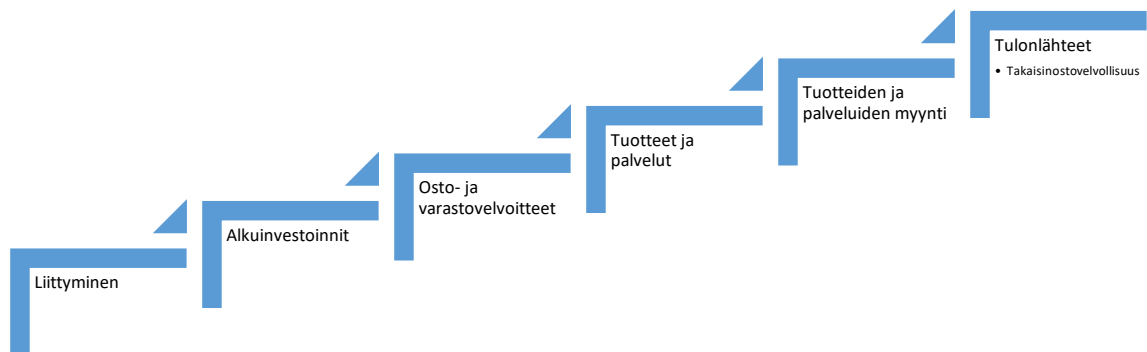 Liittyminen
Alkuinvestoinnit
Osto- ja
varastovelvoitteet
Tuotteet ja
palvelut
Tuotteiden ja
palveluiden myynti
Tulonlähteet
• Takaisinostovelvollisuus